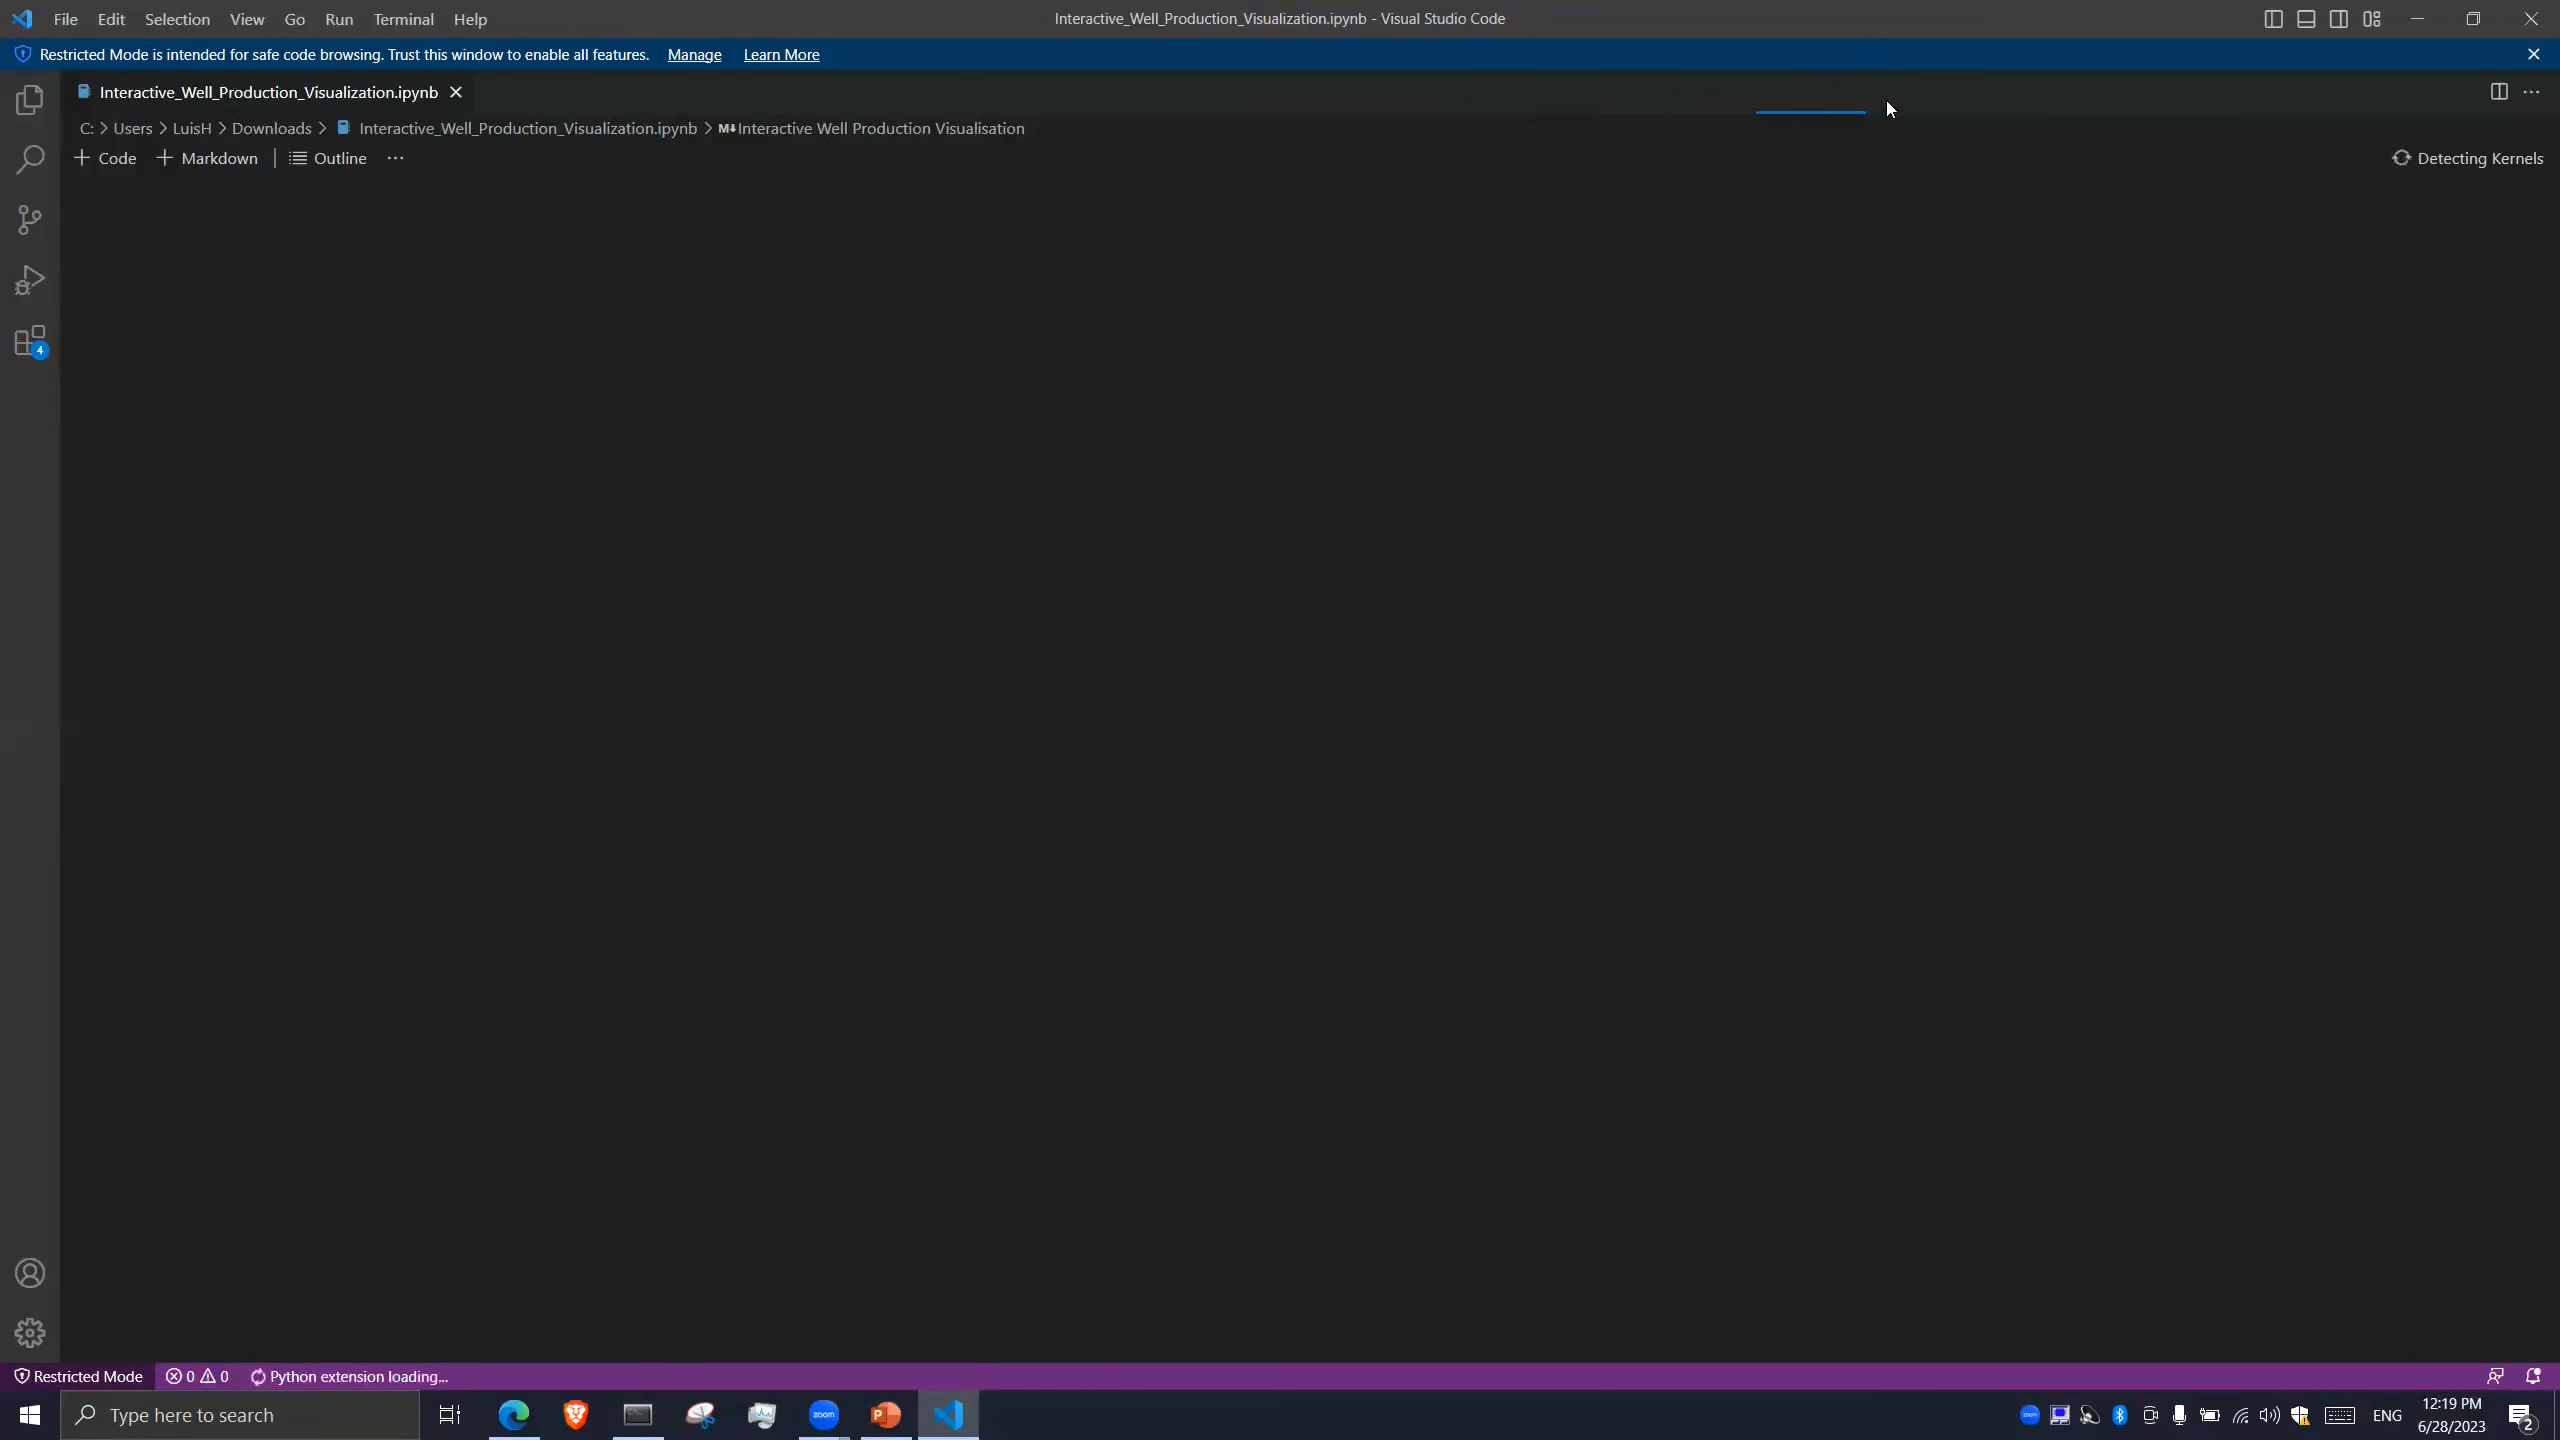 File Edit Selection View Go Run Terminal Help
Interactive_Well_Production_Visualization.ipynb - Visual Studio Code
Restricted Mode is intended for safe code browsing. Trust this window to enable all features. Manage Learn More
Interactive_Well_Production_Visualization.ipynb
C: > Users > LuisH > Downloads > Interactive_Well_Production_Visualization.ipynb > M↓Interactive Well Production Visualisation
+ Code + Markdown | Outline ···
Detecting Kernels
4
Restricted Mode 0 0 Python extension loading...
Type here to search
zoom
zoom
ENG
12:19 PM
6/28/2023
2